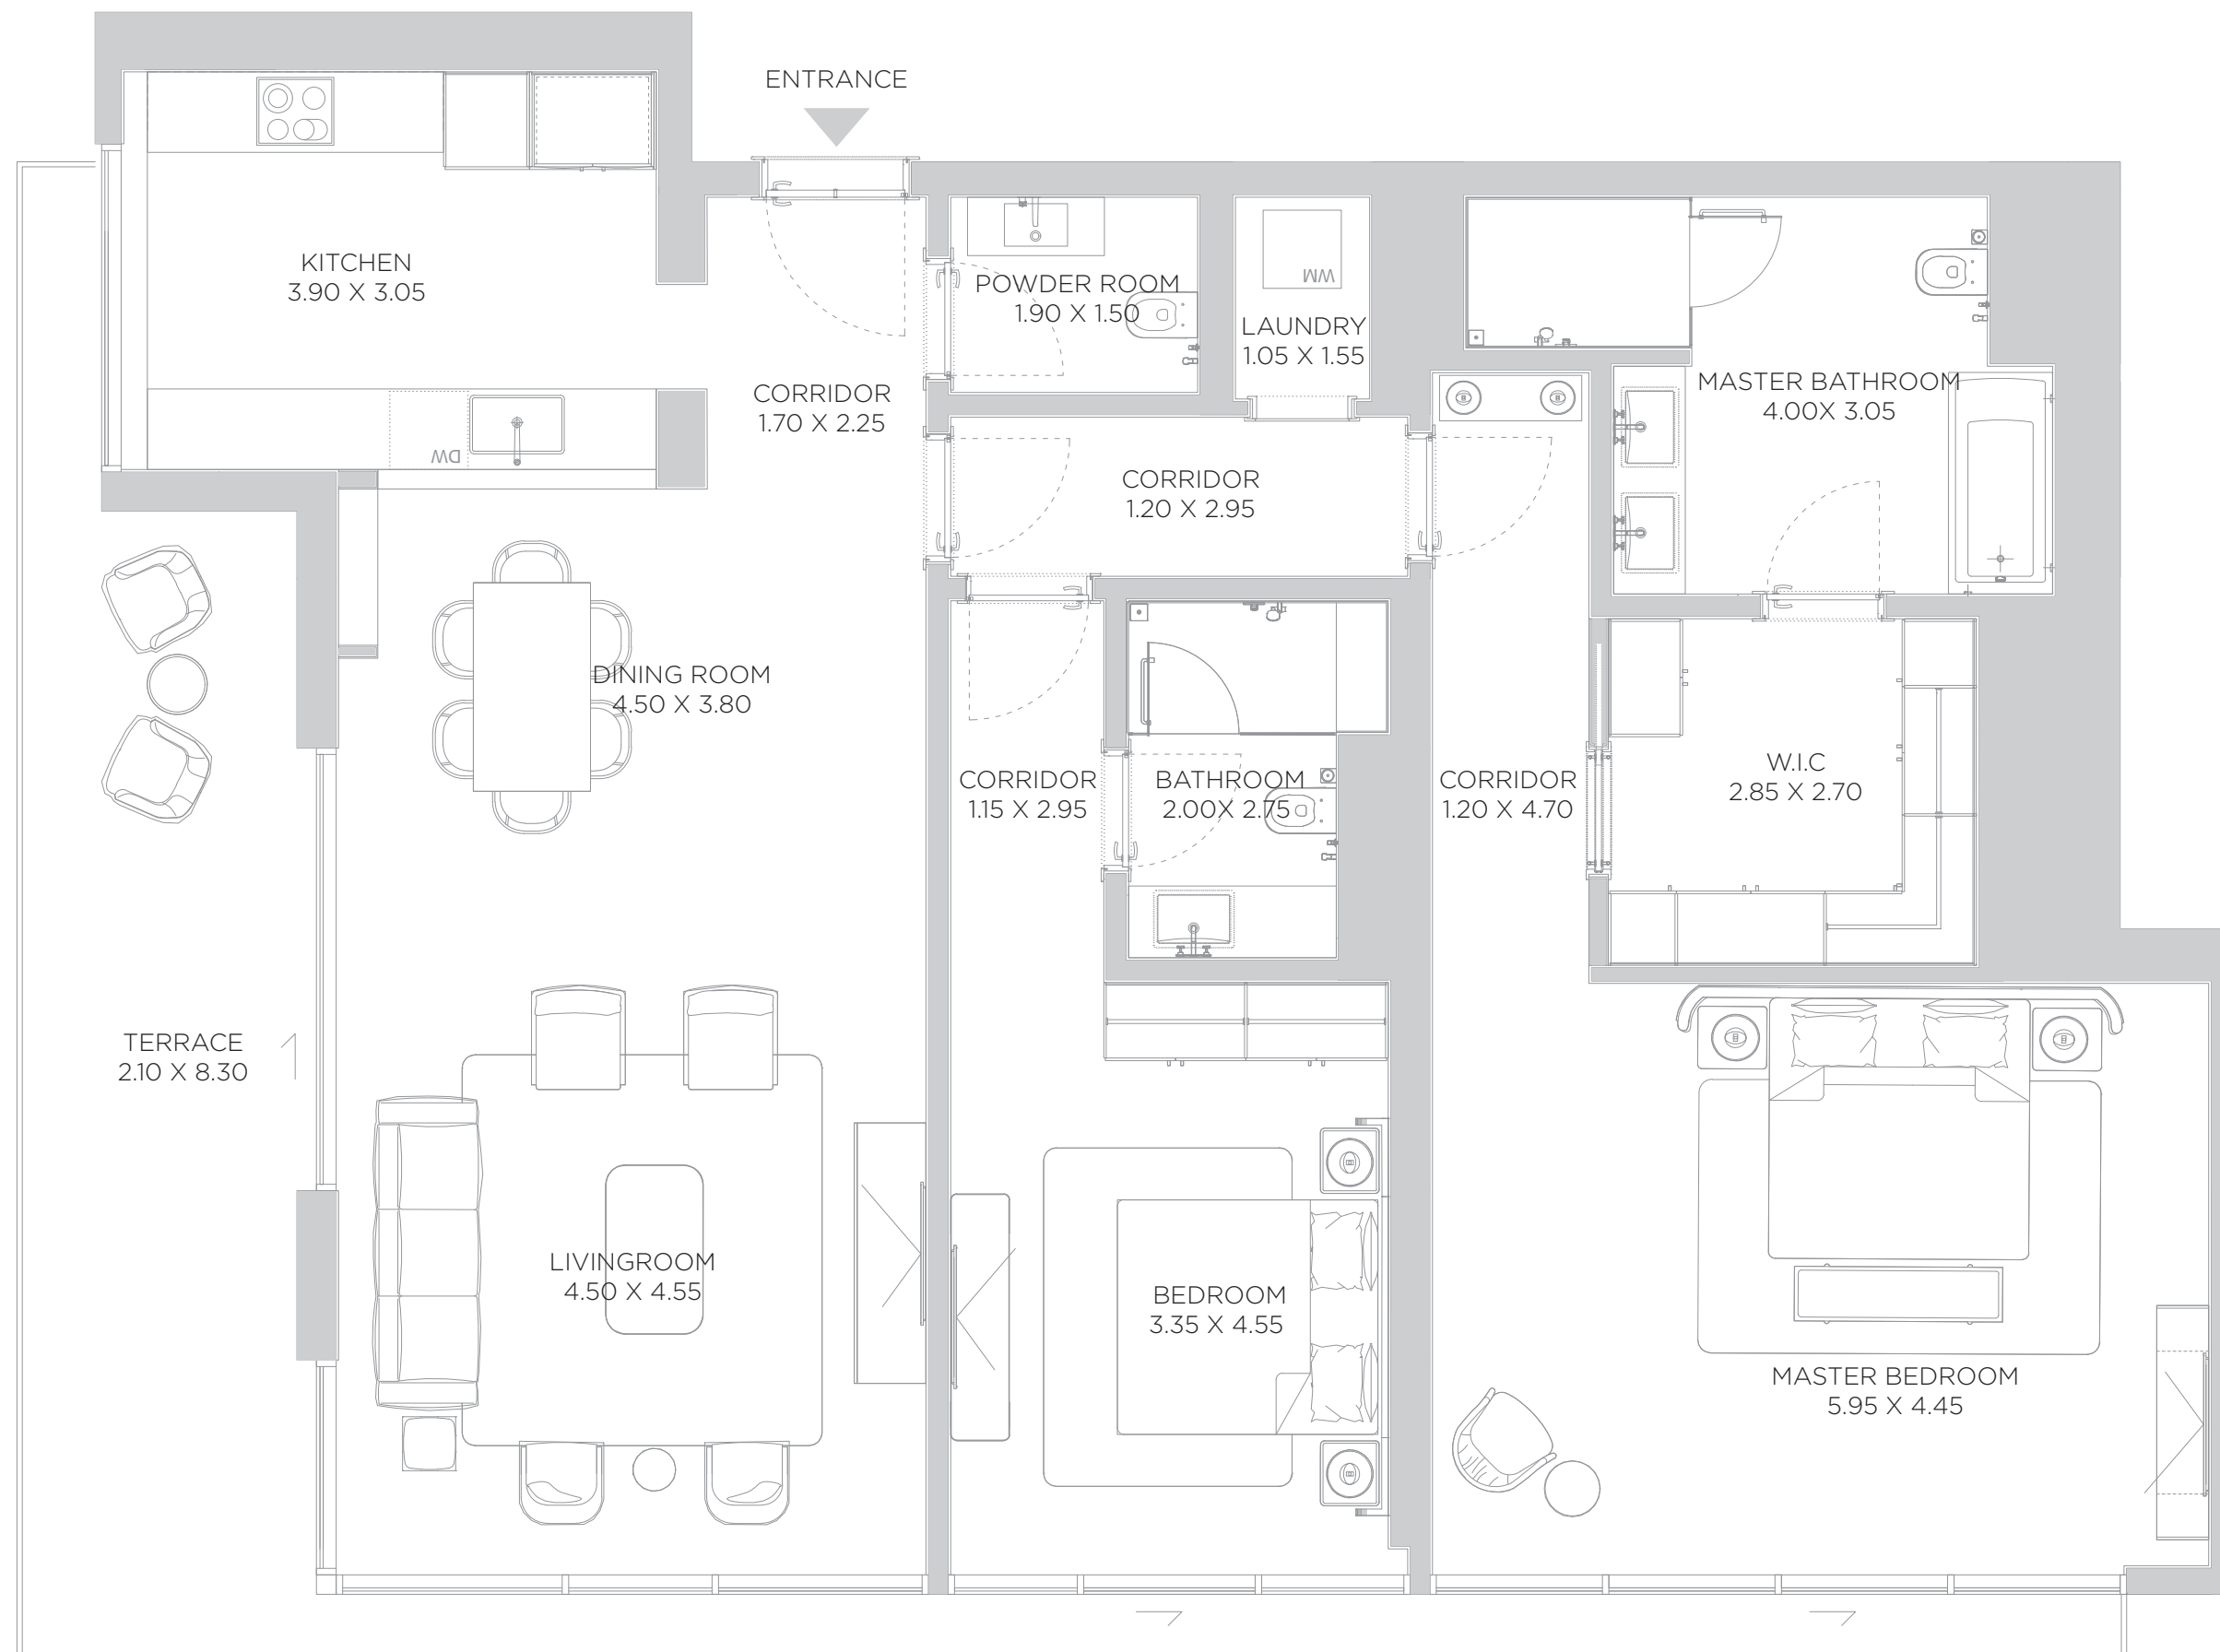 ENTRANCE
KITCHEN
3.90 X 3.05
POWDER ROOM
1.90 X 1.50
WM
LAUNDRY
1.05 X 1.55
CORRIDOR
1.70 X 2.25
MASTER BATHROOM
4.00X 3.05
DW
CORRIDOR
1.20 X 2.95
DINING ROOM
4.50 X 3.80
CORRIDOR
1.15 X 2.95
BATHROOM
2.00X 2.75
CORRIDOR
1.20 X 4.70
W.I.C
2.85 X 2.70
TERRACE
2.10 X 8.30
LIVINGROOM
4.50 X 4.55
BEDROOM
3.35 X 4.55
MASTER BEDROOM
5.95 X 4.45